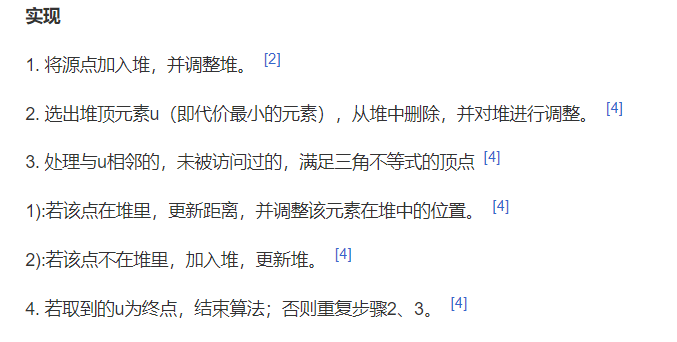 实现
1. 将源点加入堆，并调整堆。 [2]
2. 选出堆顶元素u（即代价最小的元素），从堆中删除，并对堆进行调整。 [4]
3. 处理与u相邻的，未被访问过的，满足三角不等式的顶点 [4]
1):若该点在堆里，更新距离，并调整该元素在堆中的位置。 [4]
2):若该点不在堆里，加入堆，更新堆。 [4]
4. 若取到的u为终点，结束算法；否则重复步骤2、3。 [4]